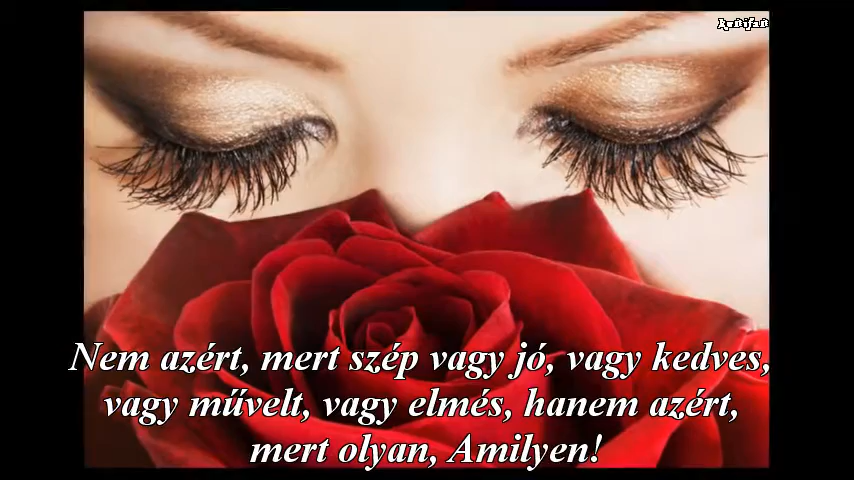 Nem azért, mert szép vagy jó, vagy kedves,
vagy művelt, vagy elmés, hanem azért,
mert olyan, Amilyen!